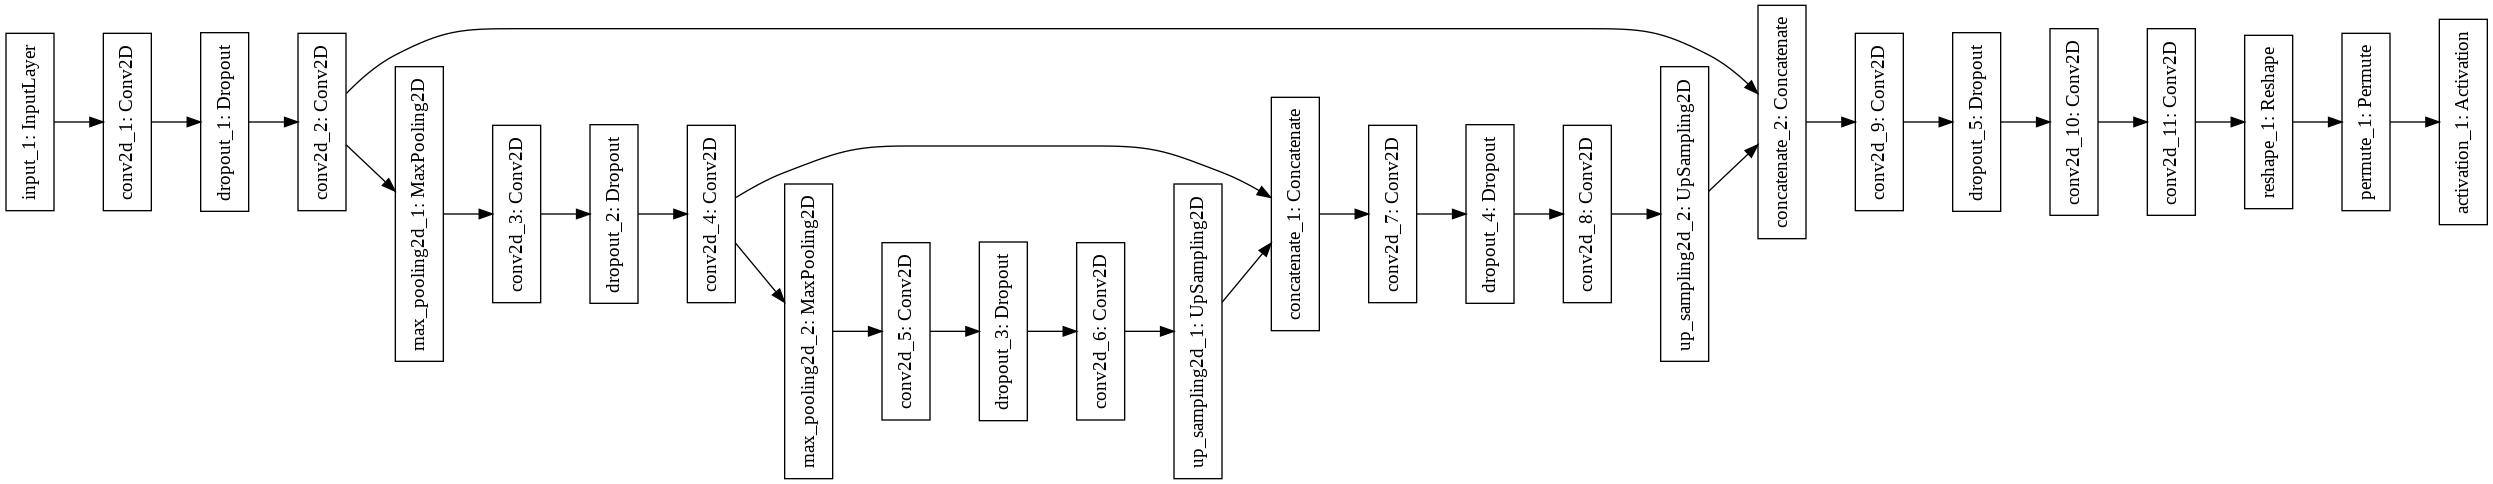 input_1: InputLayer
conv2d_1: Conv2D
dropout_1: Dropout
conv2d_2: Conv2D
max_pooling2d_1: MaxPooling2D
conv2d_3: Conv2D
dropout_2: Dropout
conv2d_4: Conv2D
max_pooling2d_2: MaxPooling2D
conv2d_5: Conv2D
dropout_3: Dropout
conv2d_6: Conv2D
up_sampling2d_1: UpSampling2D
concatenate_1: Concatenate
conv2d_7: Conv2D
dropout_4: Dropout
conv2d_8: Conv2D
up_sampling2d_2: UpSampling2D
concatenate_2: Concatenate
conv2d_9: Conv2D
dropout_5: Dropout
conv2d_10: Conv2D
conv2d_11: Conv2D
reshape_1: Reshape
permute_1: Permute
activation_1: Activation